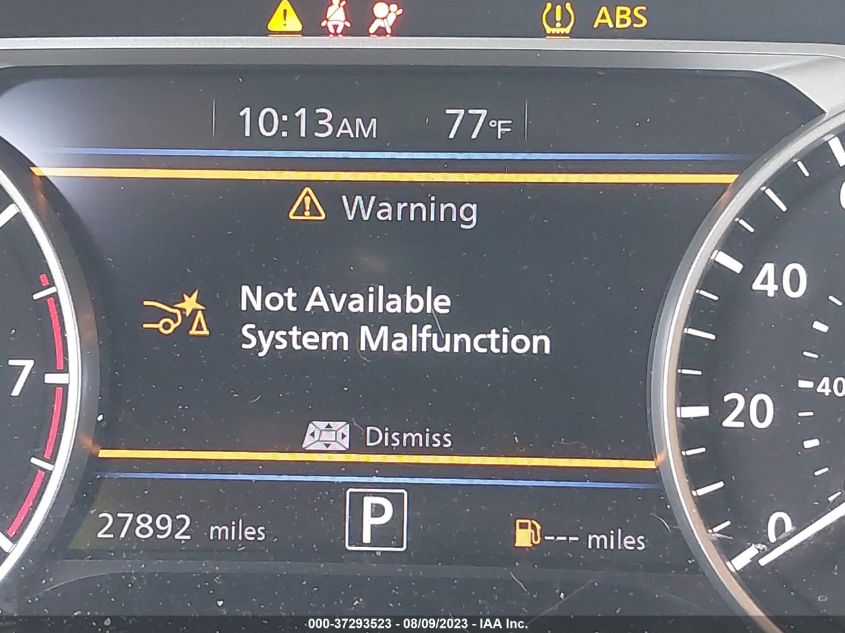 ABS
10:13AM 77°F
Warning
Not Available
System Malfunction
Dismiss
27892 miles P --- miles
7
40
20
0
40
000-37293523 - 08/09/2023 - IAA Inc.